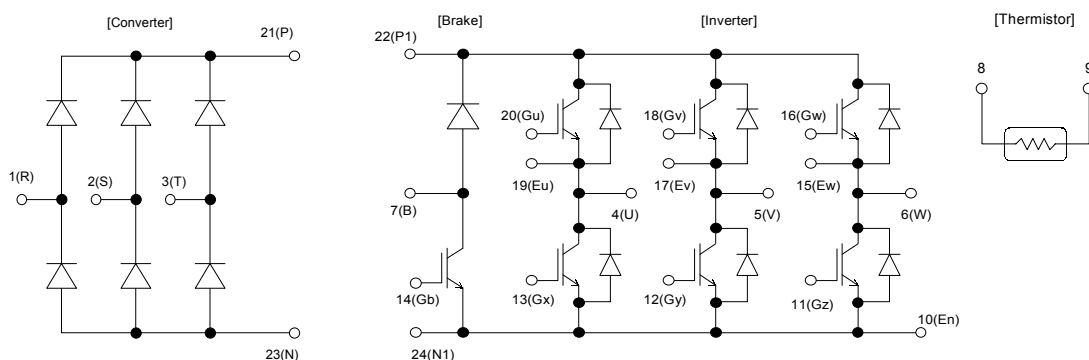 [Converter]
21(P)
1(R)
2(S)
3(T)
23(N)
[Brake]
[Inverter]
22(P1)
20(Gu)
18(Gv)
16(Gw)
19(Eu)
17(Ev)
15(Ew)
7(B)
4(U)
5(V)
6(W)
14(Gb)
13(Gx)
12(Gy)
11(Gz)
10(En)
24(N1)
[Thermistor]
8
9